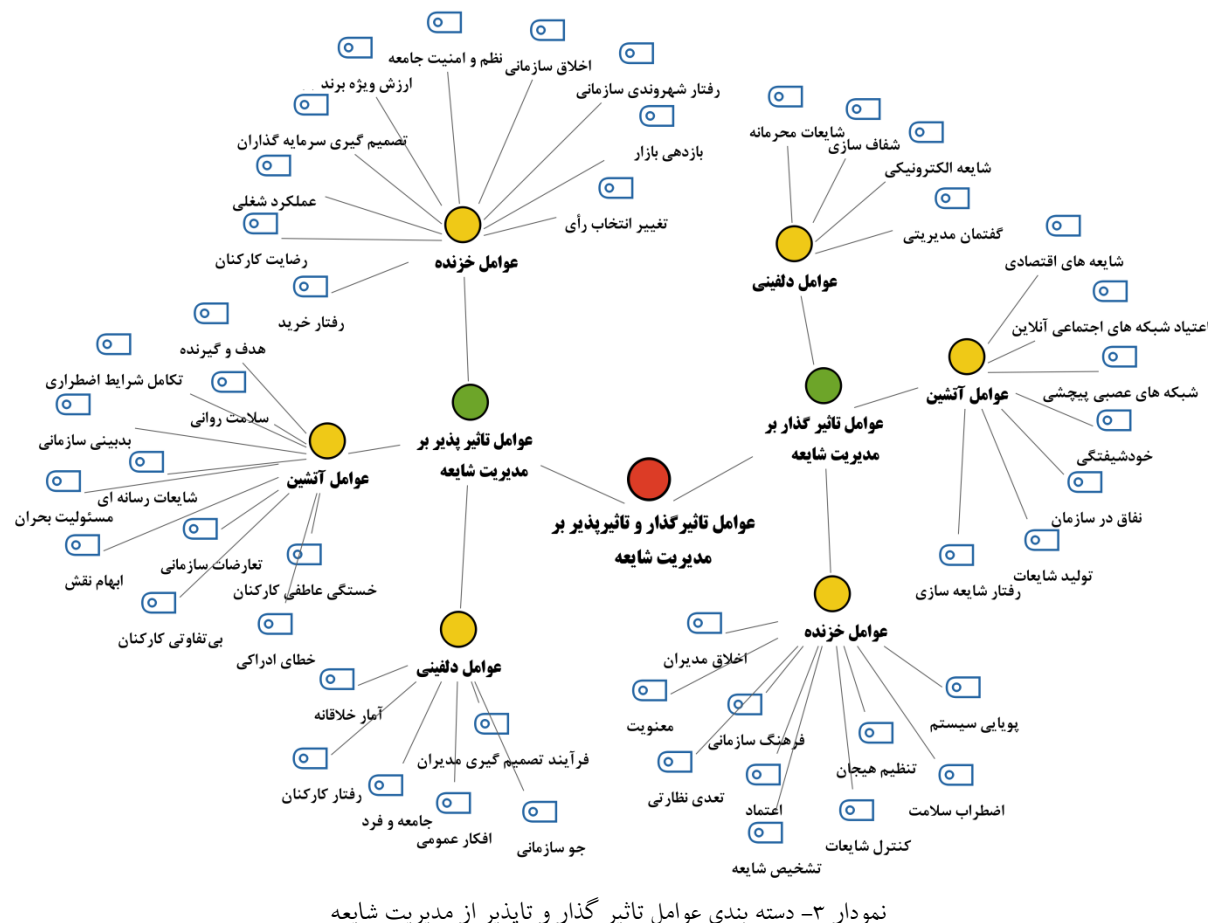 نظم و امنیت جامعه
اخلاق سازمانی
ارزش ویژه برند
رفتار شهروندی سازمانی
تصمیم گیری سرمایه گذاران
بازدهی بازار
عملکرد شغلی
تغییر انتخاب رأی
رضایت کارکنان
عوامل خزنده
رفتار خرید
شایعات محرمانه
شفاف سازی
شایعه الکترونیکی
گفتمان مدیریتی
عوامل دلفینی
شایعه های اقتصادی
اعتیاد شبکه های اجتماعی آنلاین
شبکه های عصبی پیچشی
عوامل آتشین
خودشیفتگی
نفاق در سازمان
تولید شایعات
رفتار شایعه سازی
عوامل تاثیر گذار بر
مدیریت شایعه
هدف و گیرنده
تکامل شرایط اضطراری
سلامت روانی
بدبینی سازمانی
عوامل آتشین
شایعات رسانه ای
مسئولیت بحران
تعارضات سازمانی
ابهام نقش
خستگی عاطفی کارکنان
بی‌تفاوتی کارکنان
خطای ادراکی
عوامل تاثیر پذیر بر
مدیریت شایعه
عوامل تاثیرگذار و تاثیرپذیر بر
مدیریت شایعه
عوامل دلفینی
آمار خلاقانه
فرآیند تصمیم گیری مدیران
رفتار کارکنان
جامعه و فرد
افکار عمومی
جو سازمانی
عوامل خزنده
اخلاق مدیران
معنویت
فرهنگ سازمانی
پویایی سیستم
تنظیم هیجان
تعدی نظارتی
اعتماد
اضطراب سلامت
کنترل شایعات
تشخیص شایعه
نمودار ۳- دسته بندی عوامل تاثیر گذار و تاپذیر از مدیریت شایعه